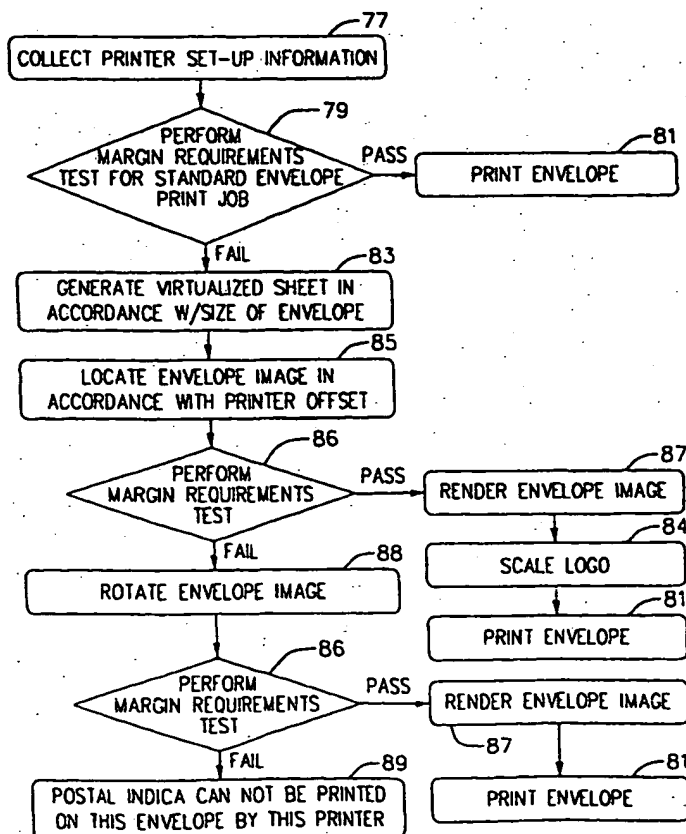 77
COLLECT PRINTER SET-UP INFORMATION
79
PERFORM
MARGIN REQUIREMENTS
TEST FOR STANDARD ENVELOPE
PRINT JOB
PASS
81
PRINT ENVELOPE
FAIL
83
GENERATE VIRTUALIZED SHEET IN
ACCORDANCE W/SIZE OF ENVELOPE
85
LOCATE ENVELOPE IMAGE IN
ACCORDANCE WITH PRINTER OFFSET
86
PERFORM
MARGIN REQUIREMENTS
TEST
PASS
87
RENDER ENVELOPE IMAGE
84
SCALE LOGO
81
PRINT ENVELOPE
FAIL
88
ROTATE ENVELOPE IMAGE
86
PERFORM
MARGIN REQUIREMENTS
TEST
PASS
RENDER ENVELOPE IMAGE
87
81
PRINT ENVELOPE
FAIL
89
POSTAL INDICA CAN NOT BE PRINTED
ON THIS ENVELOPE BY THIS PRINTER